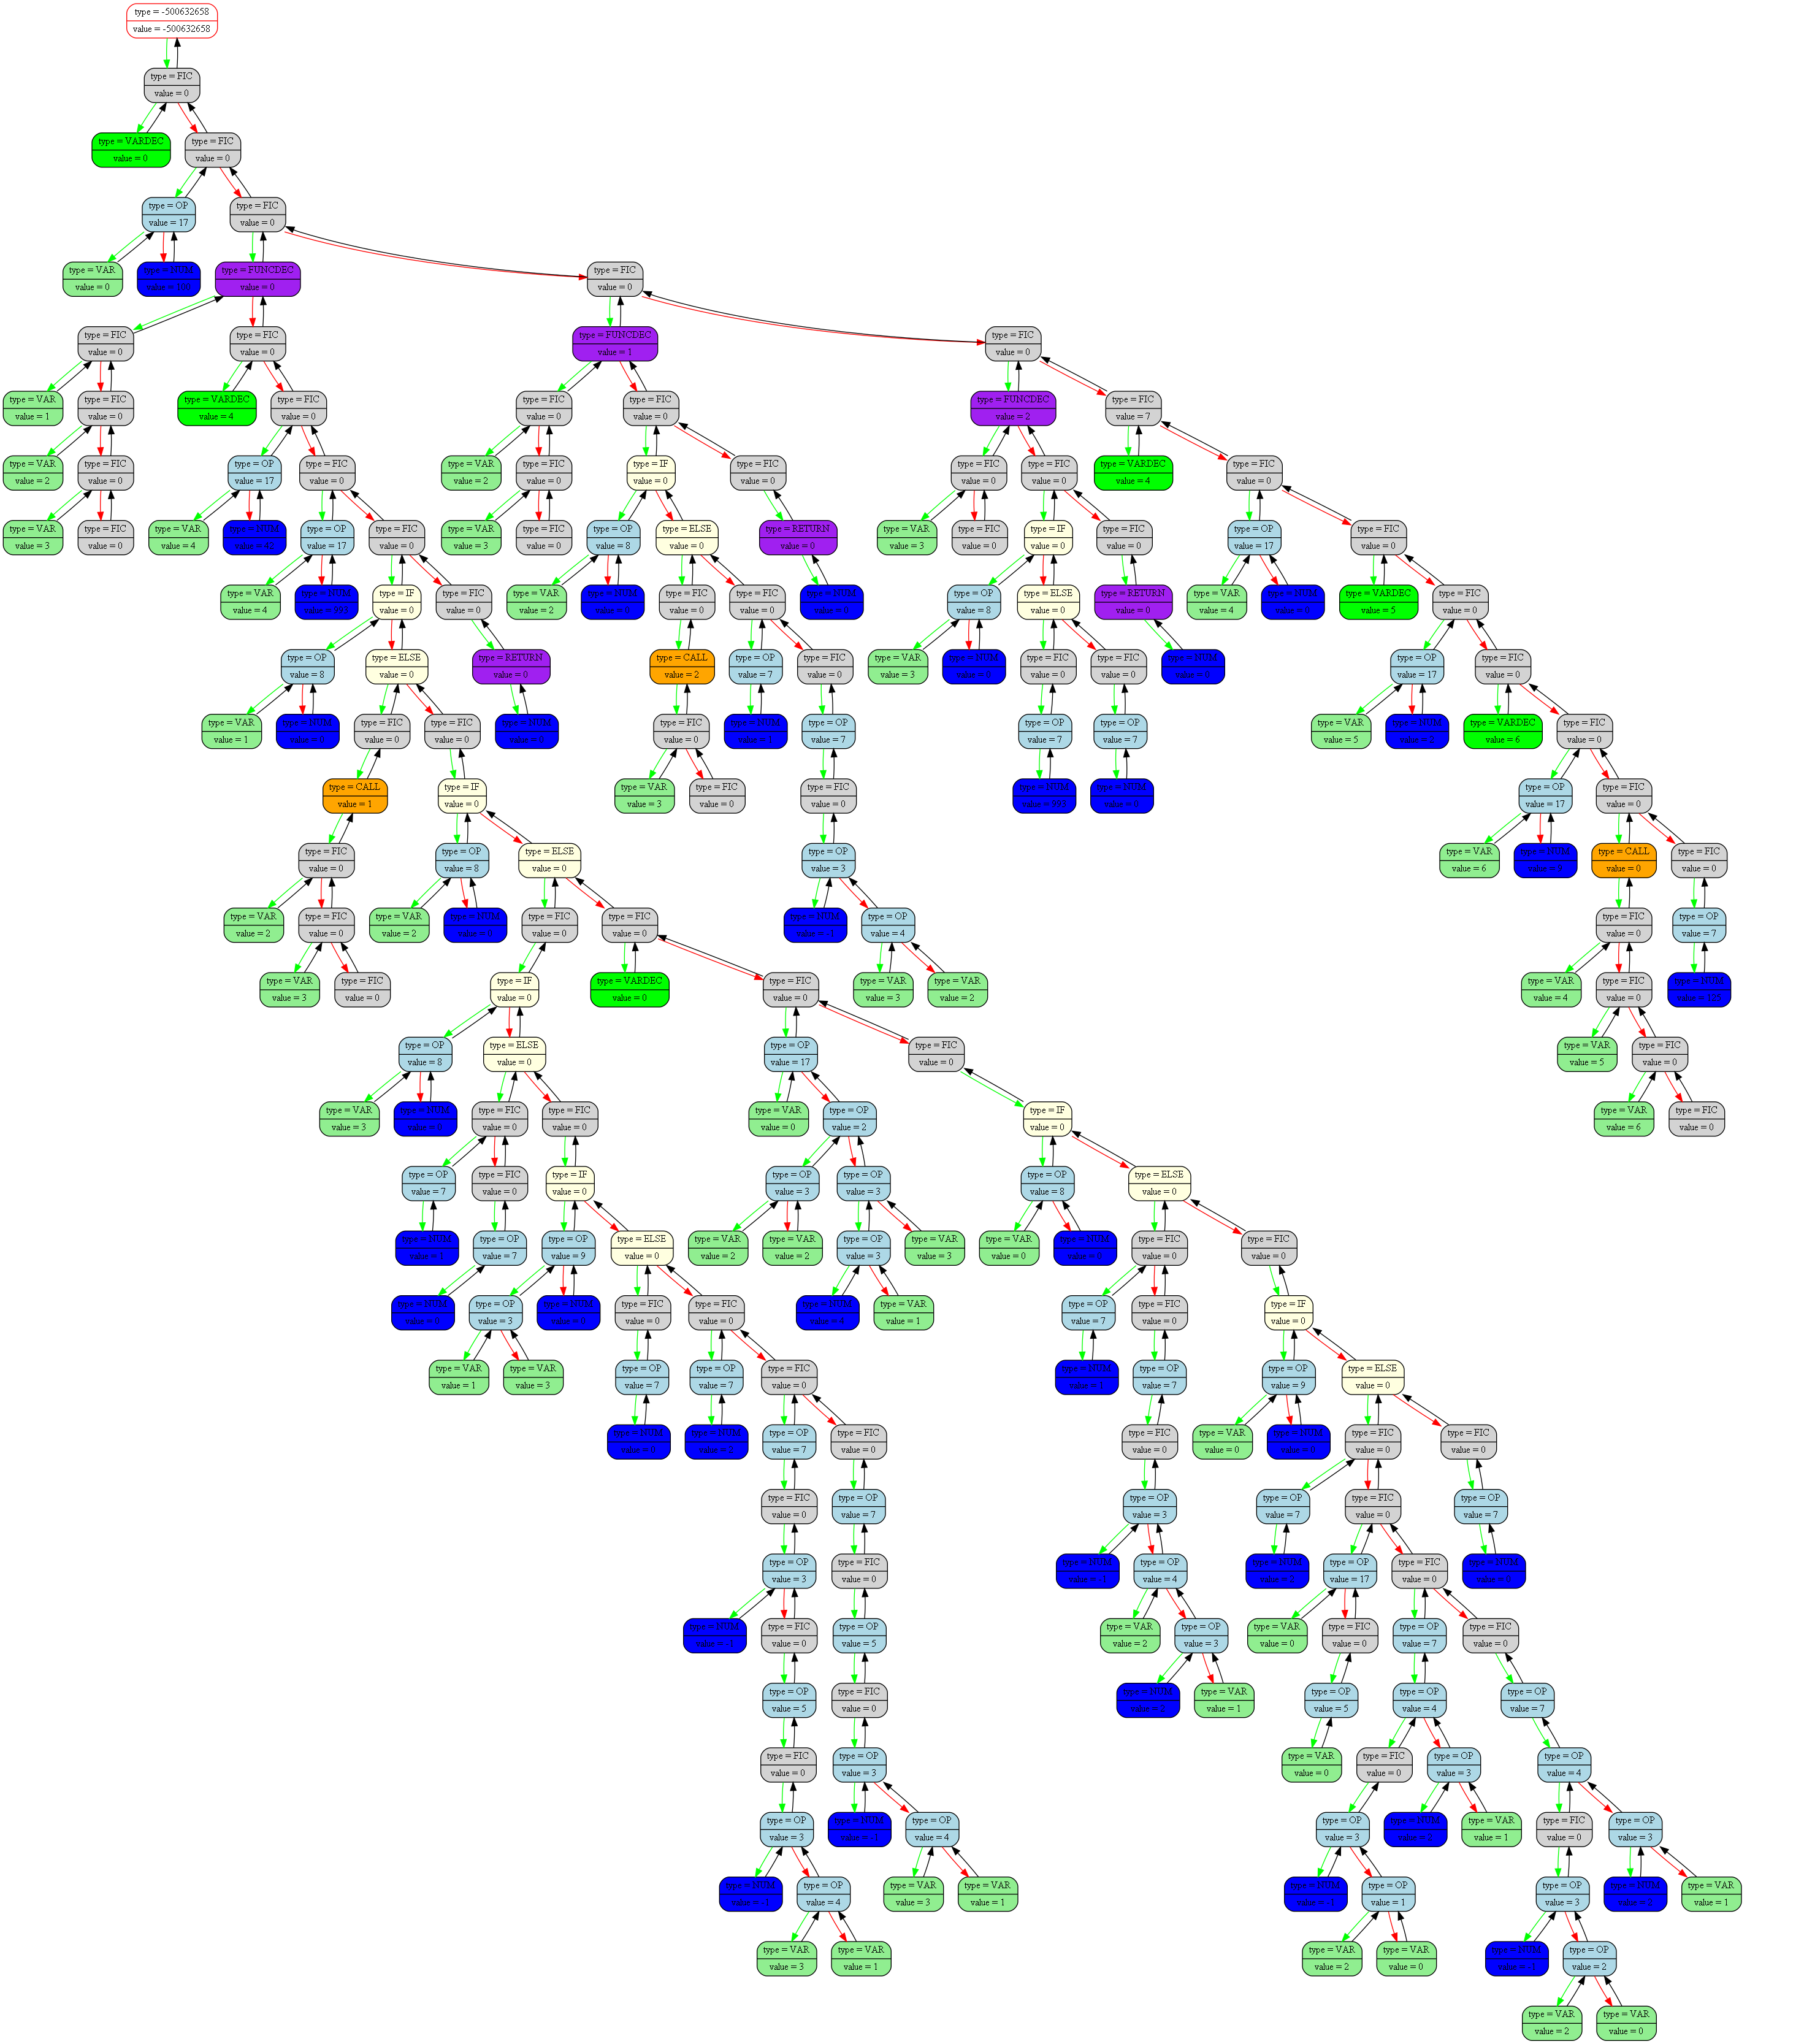 type = -500632658
value = -500632658
type = FIC
value = 0
type = VARDEC
value = 0
type = FIC
value = 0
type = OP
value = 17
type = FIC
value = 0
type = VAR
value = 0
type = NUM
value = 100
type = FUNCDEC
value = 0
type = FIC
value = 0
type = FIC
value = 0
type = FIC
value = 0
type = FUNCDEC
value = 1
type = FIC
value = 0
type = VAR
value = 1
type = FIC
value = 0
type = VARDEC
value = 4
type = FIC
value = 0
type = FIC
value = 0
type = FIC
value = 0
type = FUNCDEC
value = 2
type = FIC
value = 7
type = VAR
value = 2
type = FIC
value = 0
type = OP
value = 17
type = FIC
value = 0
type = VAR
value = 2
type = FIC
value = 0
type = IF
value = 0
type = FIC
value = 0
type = FIC
value = 0
type = FIC
value = 0
type = VARDEC
value = 4
type = FIC
value = 0
type = VAR
value = 3
type = FIC
value = 0
type = VAR
value = 4
type = NUM
value = 42
type = OP
value = 17
type = FIC
value = 0
type = VAR
value = 3
type = FIC
value = 0
type = OP
value = 8
type = ELSE
value = 0
type = RETURN
value = 0
type = VAR
value = 3
type = FIC
value = 0
type = IF
value = 0
type = FIC
value = 0
type = OP
value = 17
type = FIC
value = 0
type = VAR
value = 4
type = NUM
value = 993
type = IF
value = 0
type = FIC
value = 0
type = VAR
value = 2
type = NUM
value = 0
type = FIC
value = 0
type = FIC
value = 0
type = NUM
value = 0
type = OP
value = 8
type = ELSE
value = 0
type = RETURN
value = 0
type = VAR
value = 4
type = NUM
value = 0
type = VARDEC
value = 5
type = FIC
value = 0
type = OP
value = 8
type = ELSE
value = 0
type = RETURN
value = 0
type = CALL
value = 2
type = OP
value = 7
type = FIC
value = 0
type = VAR
value = 3
type = NUM
value = 0
type = FIC
value = 0
type = FIC
value = 0
type = NUM
value = 0
type = OP
value = 17
type = FIC
value = 0
type = VAR
value = 1
type = NUM
value = 0
type = FIC
value = 0
type = FIC
value = 0
type = NUM
value = 0
type = FIC
value = 0
type = NUM
value = 1
type = OP
value = 7
type = OP
value = 7
type = OP
value = 7
type = VAR
value = 5
type = NUM
value = 2
type = VARDEC
value = 6
type = FIC
value = 0
type = CALL
value = 1
type = IF
value = 0
type = VAR
value = 3
type = FIC
value = 0
type = FIC
value = 0
type = NUM
value = 993
type = NUM
value = 0
type = OP
value = 17
type = FIC
value = 0
type = FIC
value = 0
type = OP
value = 8
type = ELSE
value = 0
type = OP
value = 3
type = VAR
value = 6
type = NUM
type = CALL
value = 0
type = FIC
value = 0
type = VAR
value = 2
type = FIC
value = 0
type = VAR
value = 2
type = NUM
value = 0
type = FIC
value = 0
type = FIC
value = 0
type = NUM
value = -1
type = OP
value = 4
type = FIC
value = 0
type = OP
value = 7
type = VAR
value = 3
type = FIC
value = 0
type = IF
value = 0
type = VARDEC
value = 0
type = FIC
value = 0
type = VAR
value = 3
type = VAR
value = 2
type = VAR
value = 4
type = FIC
value = 0
type = NUM
value = 325
type = OP
value = 8
type = ELSE
value = 0
type = OP
value = 17
type = FIC
value = 0
type = VAR
value = 5
type = FIC
value = 0
type = VAR
value = 3
type = NUM
value = 0
type = FIC
value = 0
type = FIC
value = 0
type = VAR
value = 0
type = OP
value = 2
type = IF
value = 0
type = VAR
value = 6
type = FIC
value = 0
type = OP
value = 7
type = FIC
value = 0
type = IF
value = 0
type = OP
value = 3
type = OP
value = 3
type = OP
value = 8
type = ELSE
value = 0
type = NUM
type = OP
value = 7
type = OP
value = 9
type = ELSE
value = 0
type = VAR
value = 2
type = VAR
value = 2
type = OP
value = 3
type = VAR
value = 3
type = VAR
value = 0
type = NUM
value = 0
type = FIC
value = 0
type = FIC
value = 0
type = NUM
value = 0
type = OP
value = 3
type = NUM
value = 0
type = FIC
value = 0
type = FIC
value = 0
type = NUM
value = 4
type = VAR
value = 1
type = OP
value = 7
type = FIC
value = 0
type = IF
value = 0
type = VAR
value = 1
type = VAR
value = 3
type = OP
value = 7
type = OP
value = 7
type = FIC
value = 0
type = NUM
value = 1
type = OP
value = 7
type = OP
value = 9
type = ELSE
value = 0
type = NUM
value = 0
type = NUM
value = 2
type = OP
value = 7
type = FIC
value = 0
type = FIC
value = 0
type = VAR
value = 0
type = NUM
value = 0
type = FIC
value = 0
type = FIC
value = 0
type = FIC
value = 0
type = OP
value = 7
type = OP
value = 3
type = OP
value = 7
type = FIC
value = 0
type = OP
value = 7
type = OP
value = 3
type = FIC
value = 0
type = NUM
value = -1
type = OP
value = 4
type = NUM
value = 2
type = OP
value = 17
type = FIC
value = 0
type = NUM
value = 0
type = NUM
value = -1
type = FIC
value = 0
type = OP
value = 5
type = VAR
value = 2
type = OP
value = 3
type = VAR
value = 0
type = FIC
value = 0
type = OP
value = 7
type = FIC
value = 0
type = OP
value = 5
type = FIC
value = 0
type = NUM
value = 2
type = VAR
value = 1
type = OP
value = 5
type = OP
value = 4
type = OP
value = 7
type = FIC
value = 0
type = OP
value = 3
type = VAR
value = 0
type = FIC
value = 0
type = OP
value = 3
type = OP
value = 4
type = OP
value = 3
type = NUM
value = -1
type = OP
value = 4
type = OP
value = 3
type = NUM
value = 2
type = VAR
value = 1
type = FIC
value = 0
type = OP
value = 3
type = NUM
value = -1
type = OP
value = 4
type = VAR
value = 3
type = VAR
value = 1
type = NUM
value = -1
type = OP
value = 1
type = OP
value = 3
type = NUM
value = 2
type = VAR
value = 1
type = VAR
value = 3
type = VAR
value = 1
type = VAR
value = 2
type = VAR
value = 0
type = NUM
value = -1
type = OP
value = 2
type = VAR
value = 2
type = VAR
value = 0